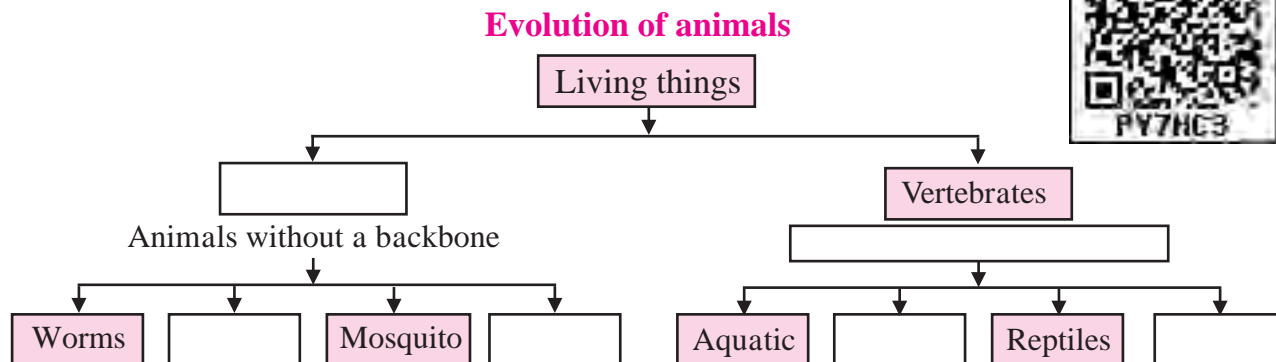 Evolution of animals
Living things
PY7HC3
Vertebrates
Animals without a backbone
Worms Mosquito Aquatic Reptiles